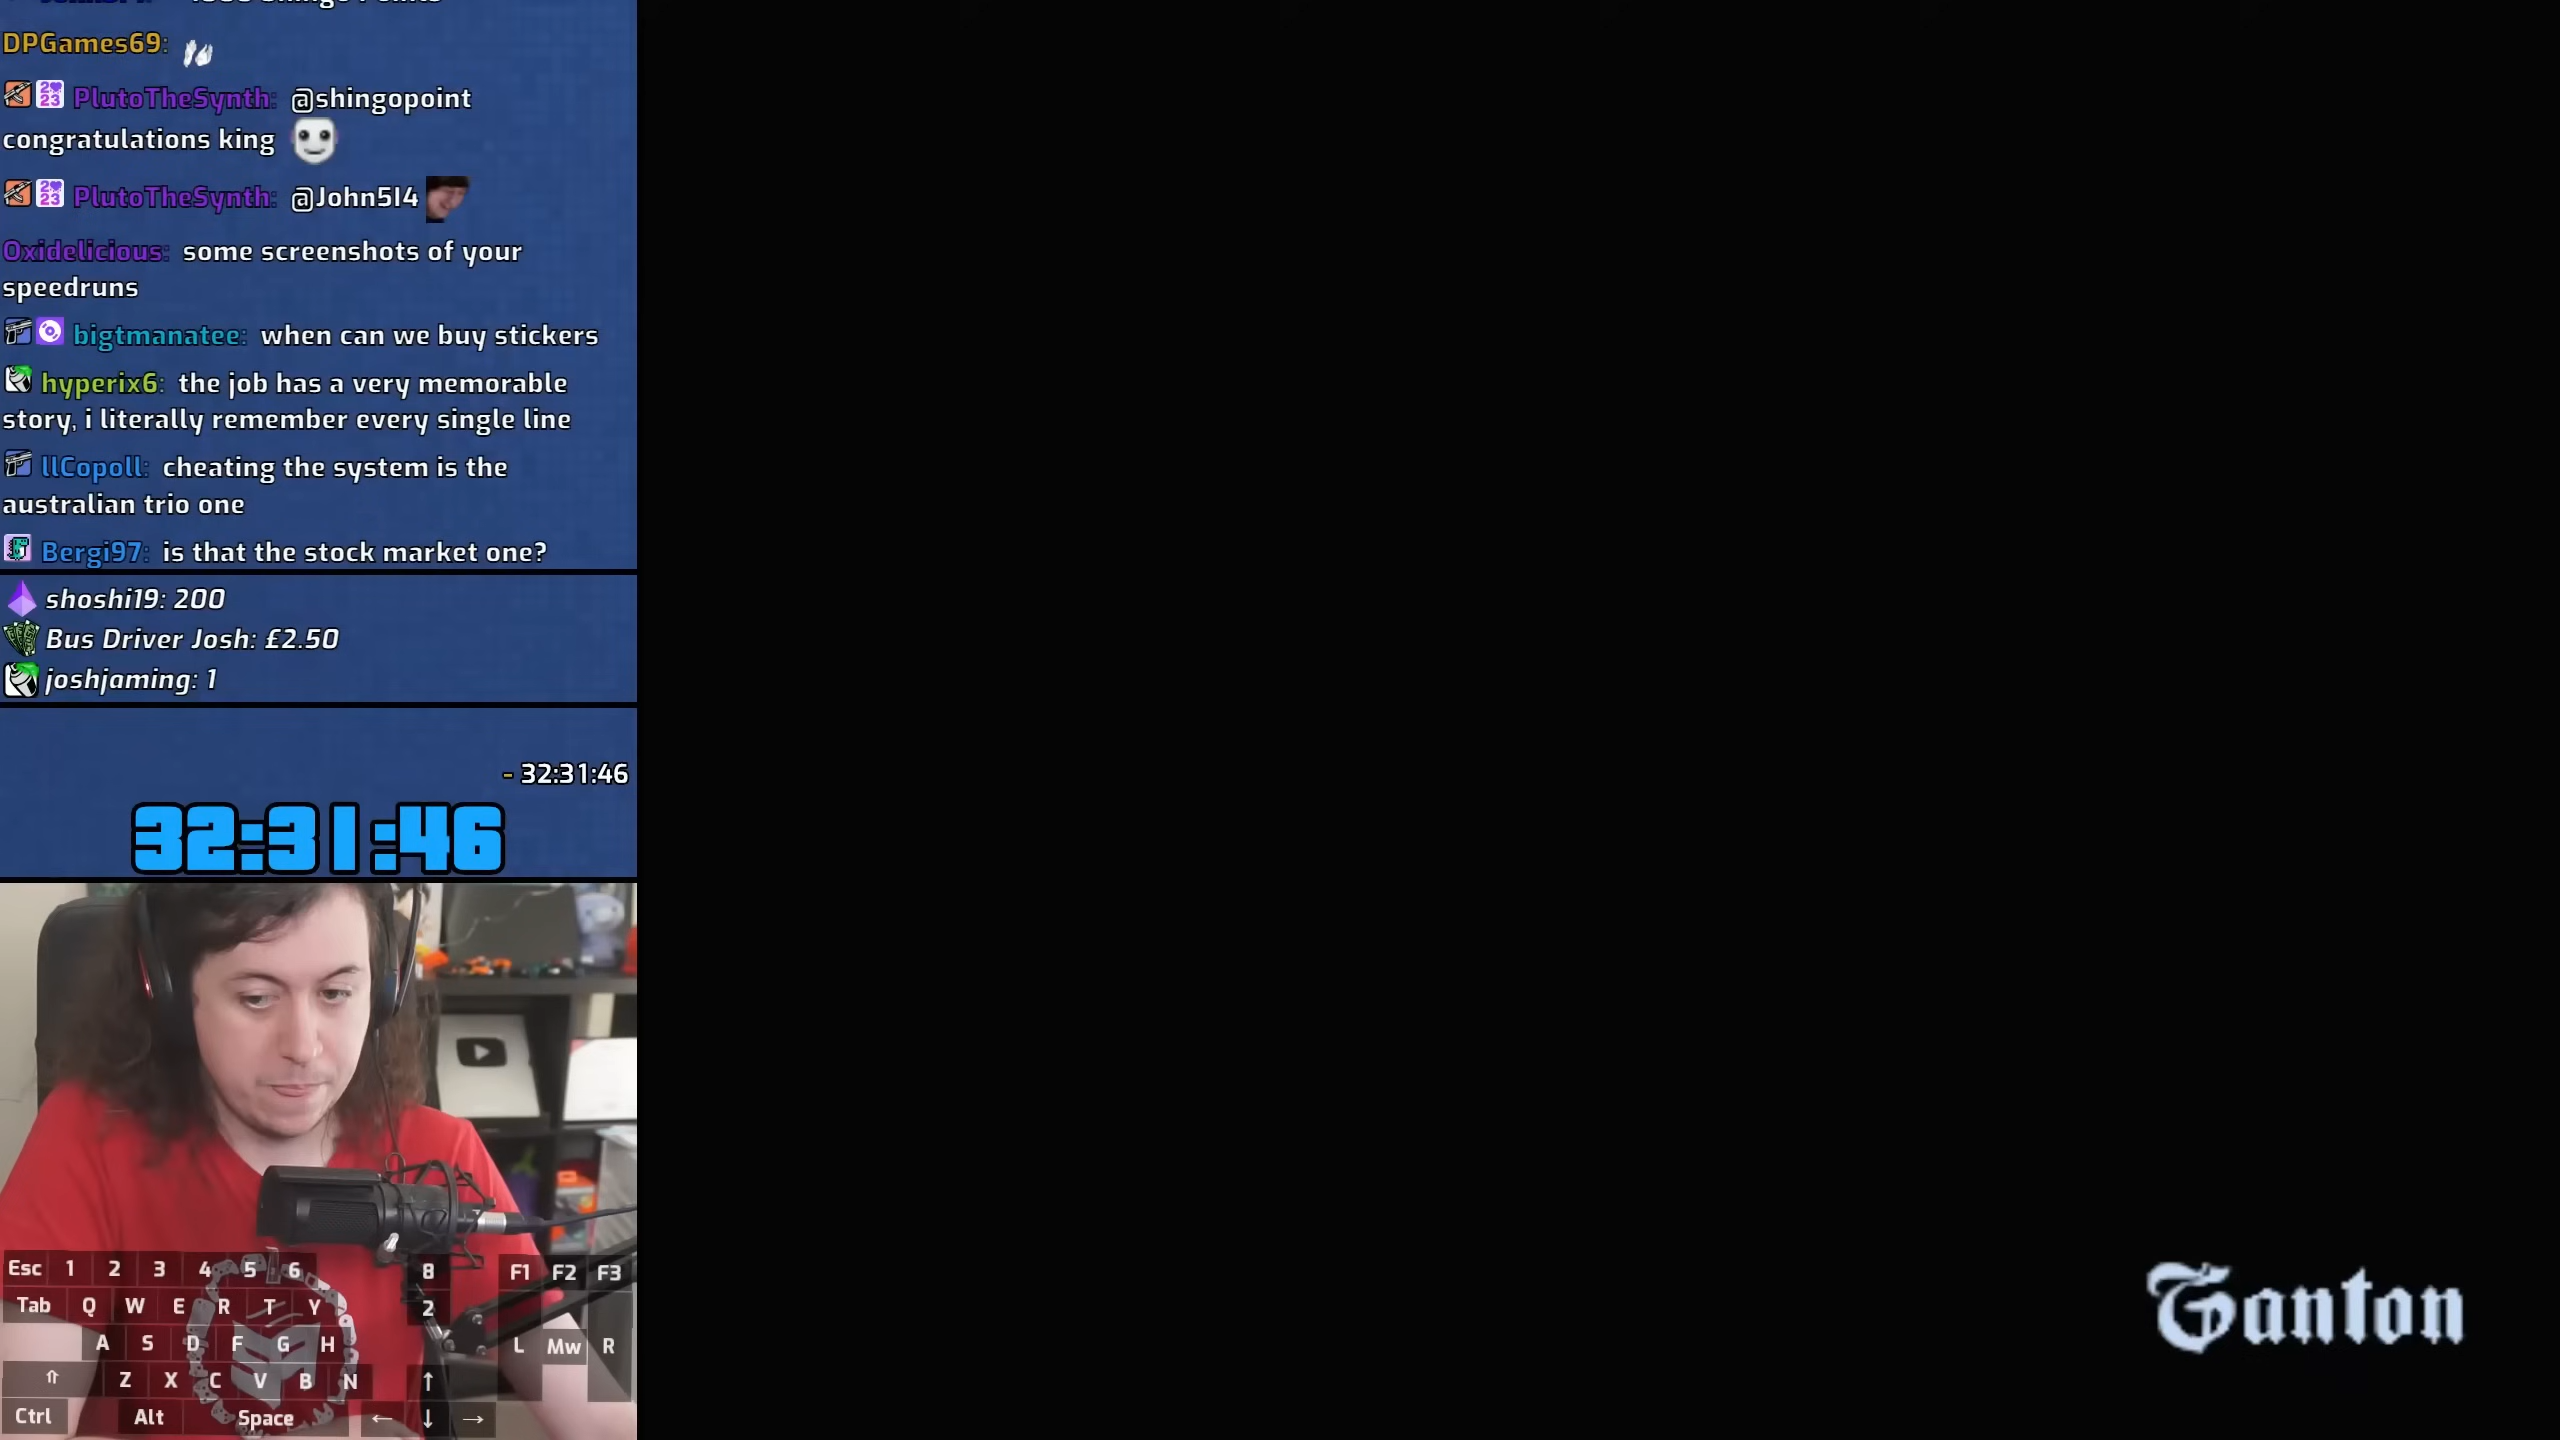 DPGames69:
PlutoTheSynth: @shingopoint
congratulations king
PlutoTheSynth: @John5l4
Oxidelicious: some screenshots of your
speedruns
bigtmanatee: when can we buy stickers
hyperix6: the job has a very memorable
story, i literally remember every single line
llCopoll: cheating the system is the
australian trio one
Bergi97: is that the stock market one?
shoshi19: 200
Bus Driver Josh: £2.50
joshjaming: 1
- 32:31:46
32:31:46
Esc 1 2 3 4 5 6 8 F1 F2 F3
Tab Q W E R T Y 2
A S D F G H L Mw R
⇑ Z X C V B N ↑
Ctrl Alt Space ← ↓ →
Ganton